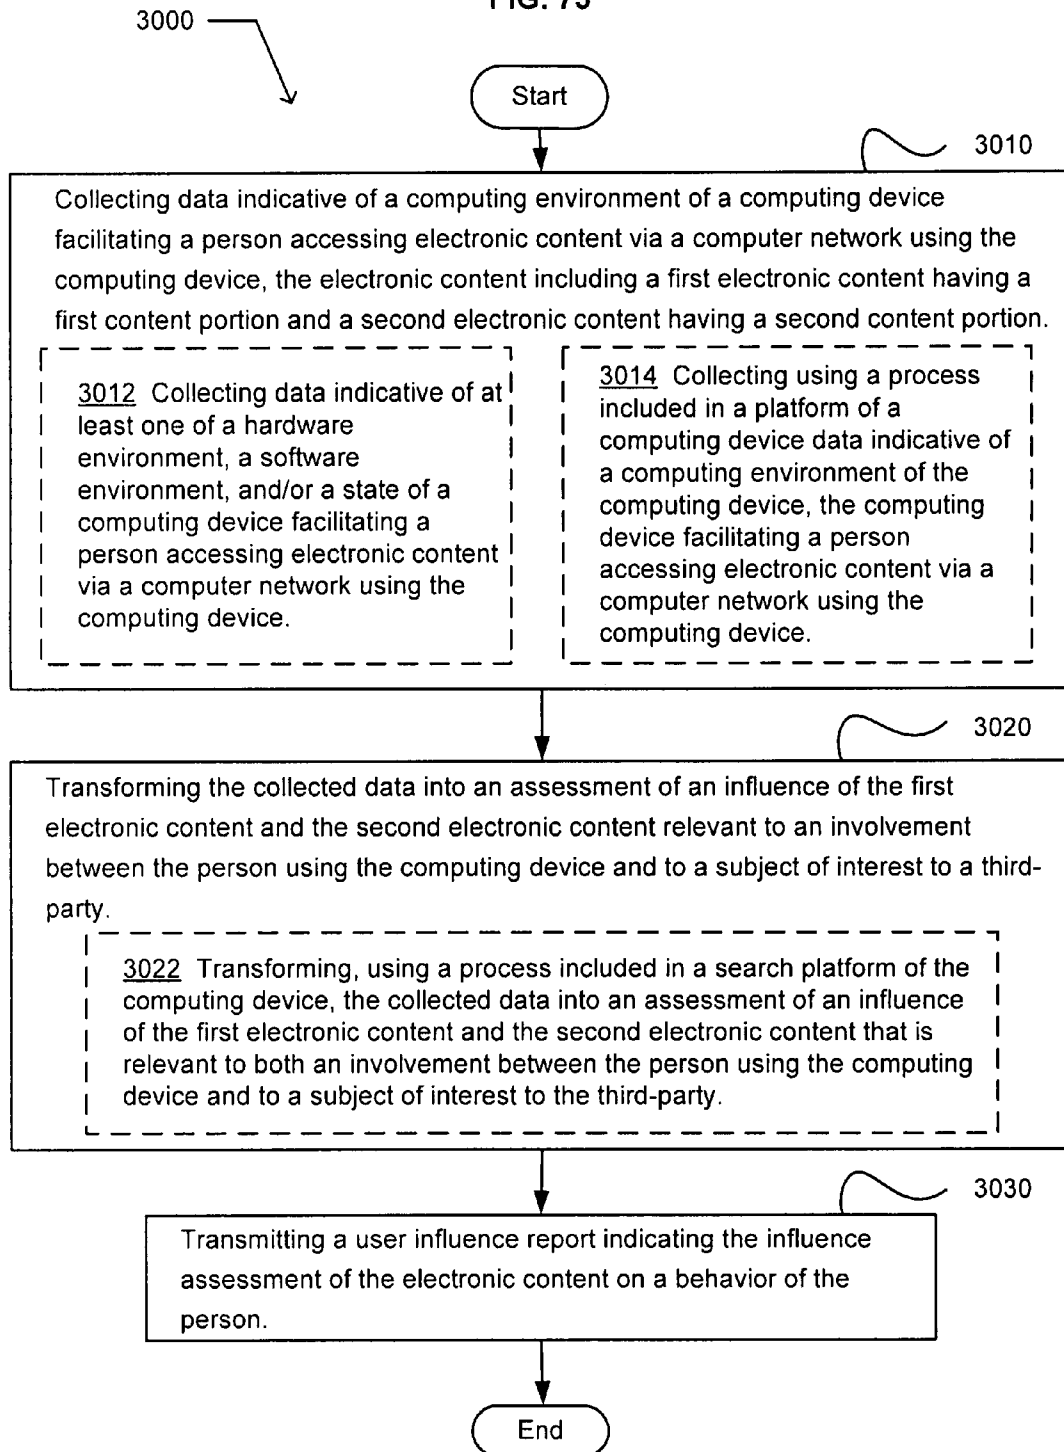 3000
Start
3010
Collecting data indicative of a computing environment of a computing device
facilitating a person accessing electronic content via a computer network using the
computing device, the electronic content including a first electronic content having a
first content portion and a second electronic content having a second content portion.
3012 Collecting data indicative of at
least one of a hardware
environment, a software
environment, and/or a state of a
computing device facilitating a
person accessing electronic content
via a computer network using the
computing device.
3014 Collecting using a process
included in a platform of a
computing device data indicative of
a computing environment of the
computing device, the computing
device facilitating a person
accessing electronic content via a
computer network using the
computing device.
3020
Transforming the collected data into an assessment of an influence of the first
electronic content and the second electronic content relevant to an involvement
between the person using the computing device and to a subject of interest to a third-
party.
3022 Transforming, using a process included in a search platform of the
computing device, the collected data into an assessment of an influence
of the first electronic content and the second electronic content that is
relevant to both an involvement between the person using the computing
device and to a subject of interest to the third-party.
3030
Transmitting a user influence report indicating the influence
assessment of the electronic content on a behavior of the
person.
End